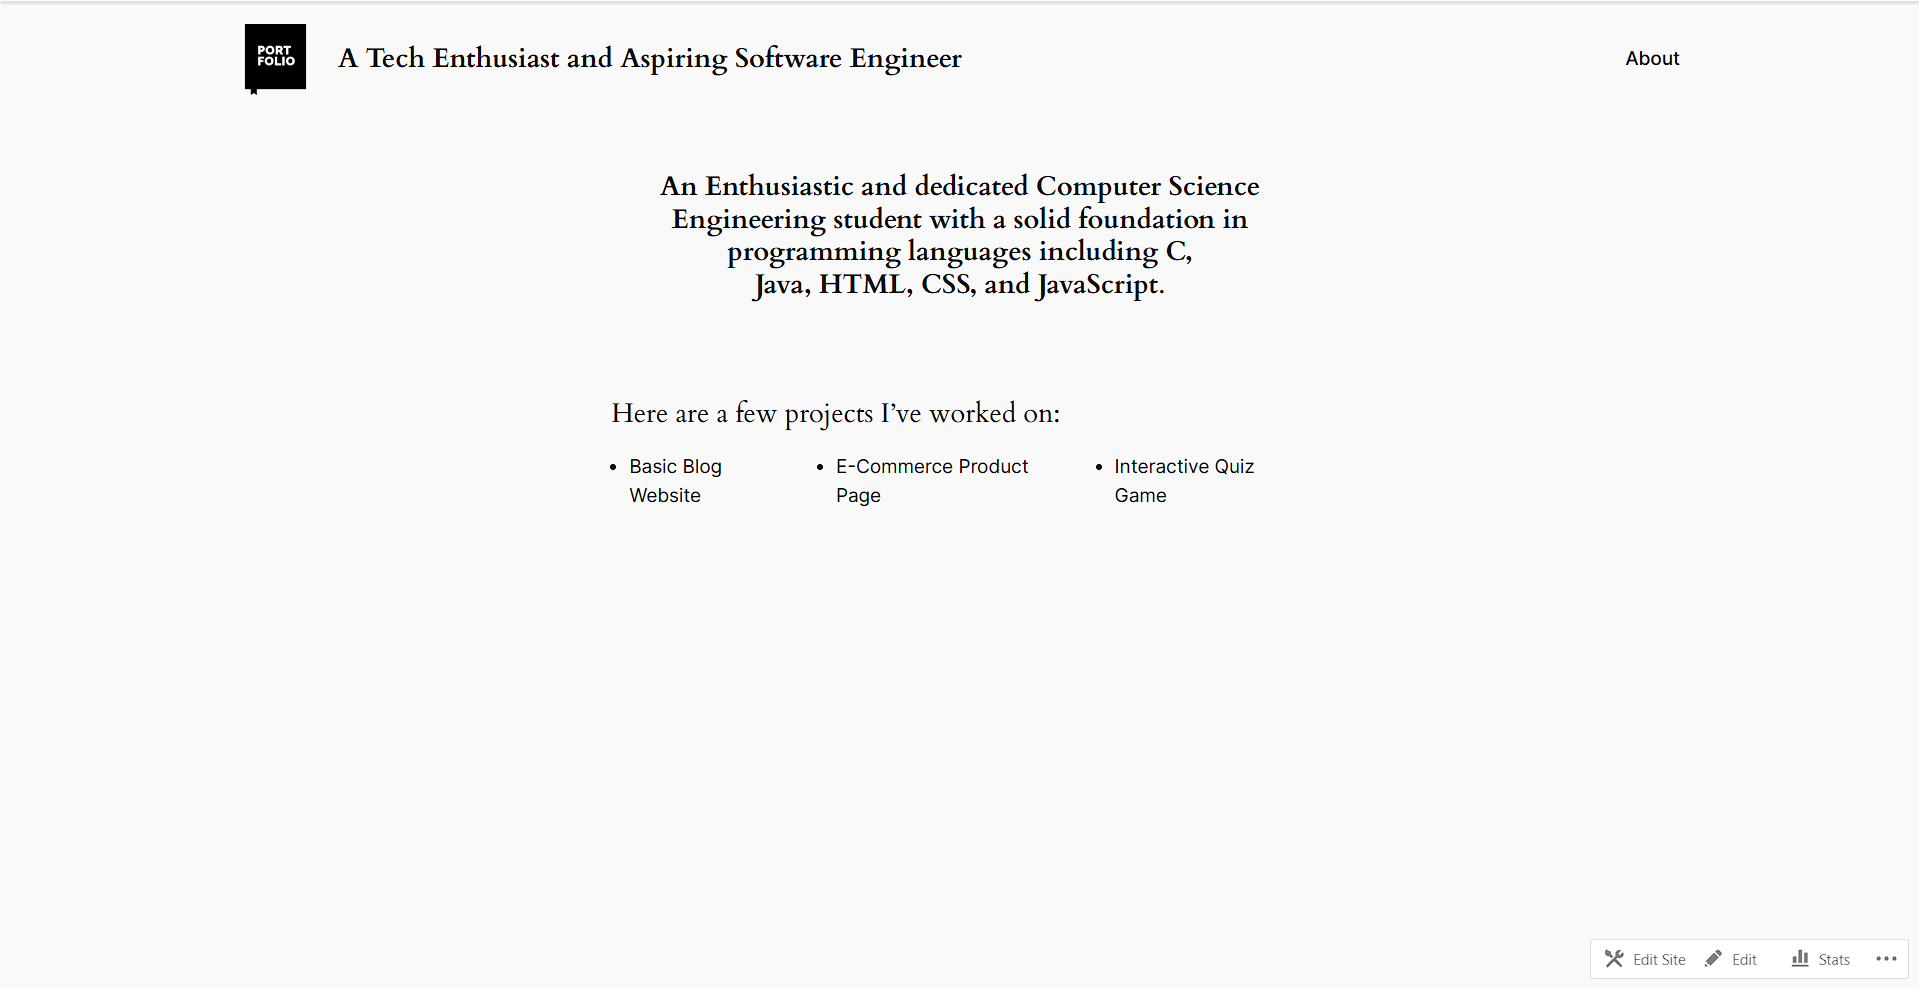 PORT
FOLIO
A Tech Enthusiast and Aspiring Software Engineer
About
An Enthusiastic and dedicated Computer Science
Engineering student with a solid foundation in
programming languages including C,
Java, HTML, CSS, and JavaScript.
Here are a few projects I’ve worked on:
• Basic Blog
Website
• E-Commerce Product
Page
• Interactive Quiz
Game
Edit Site
Edit
Stats